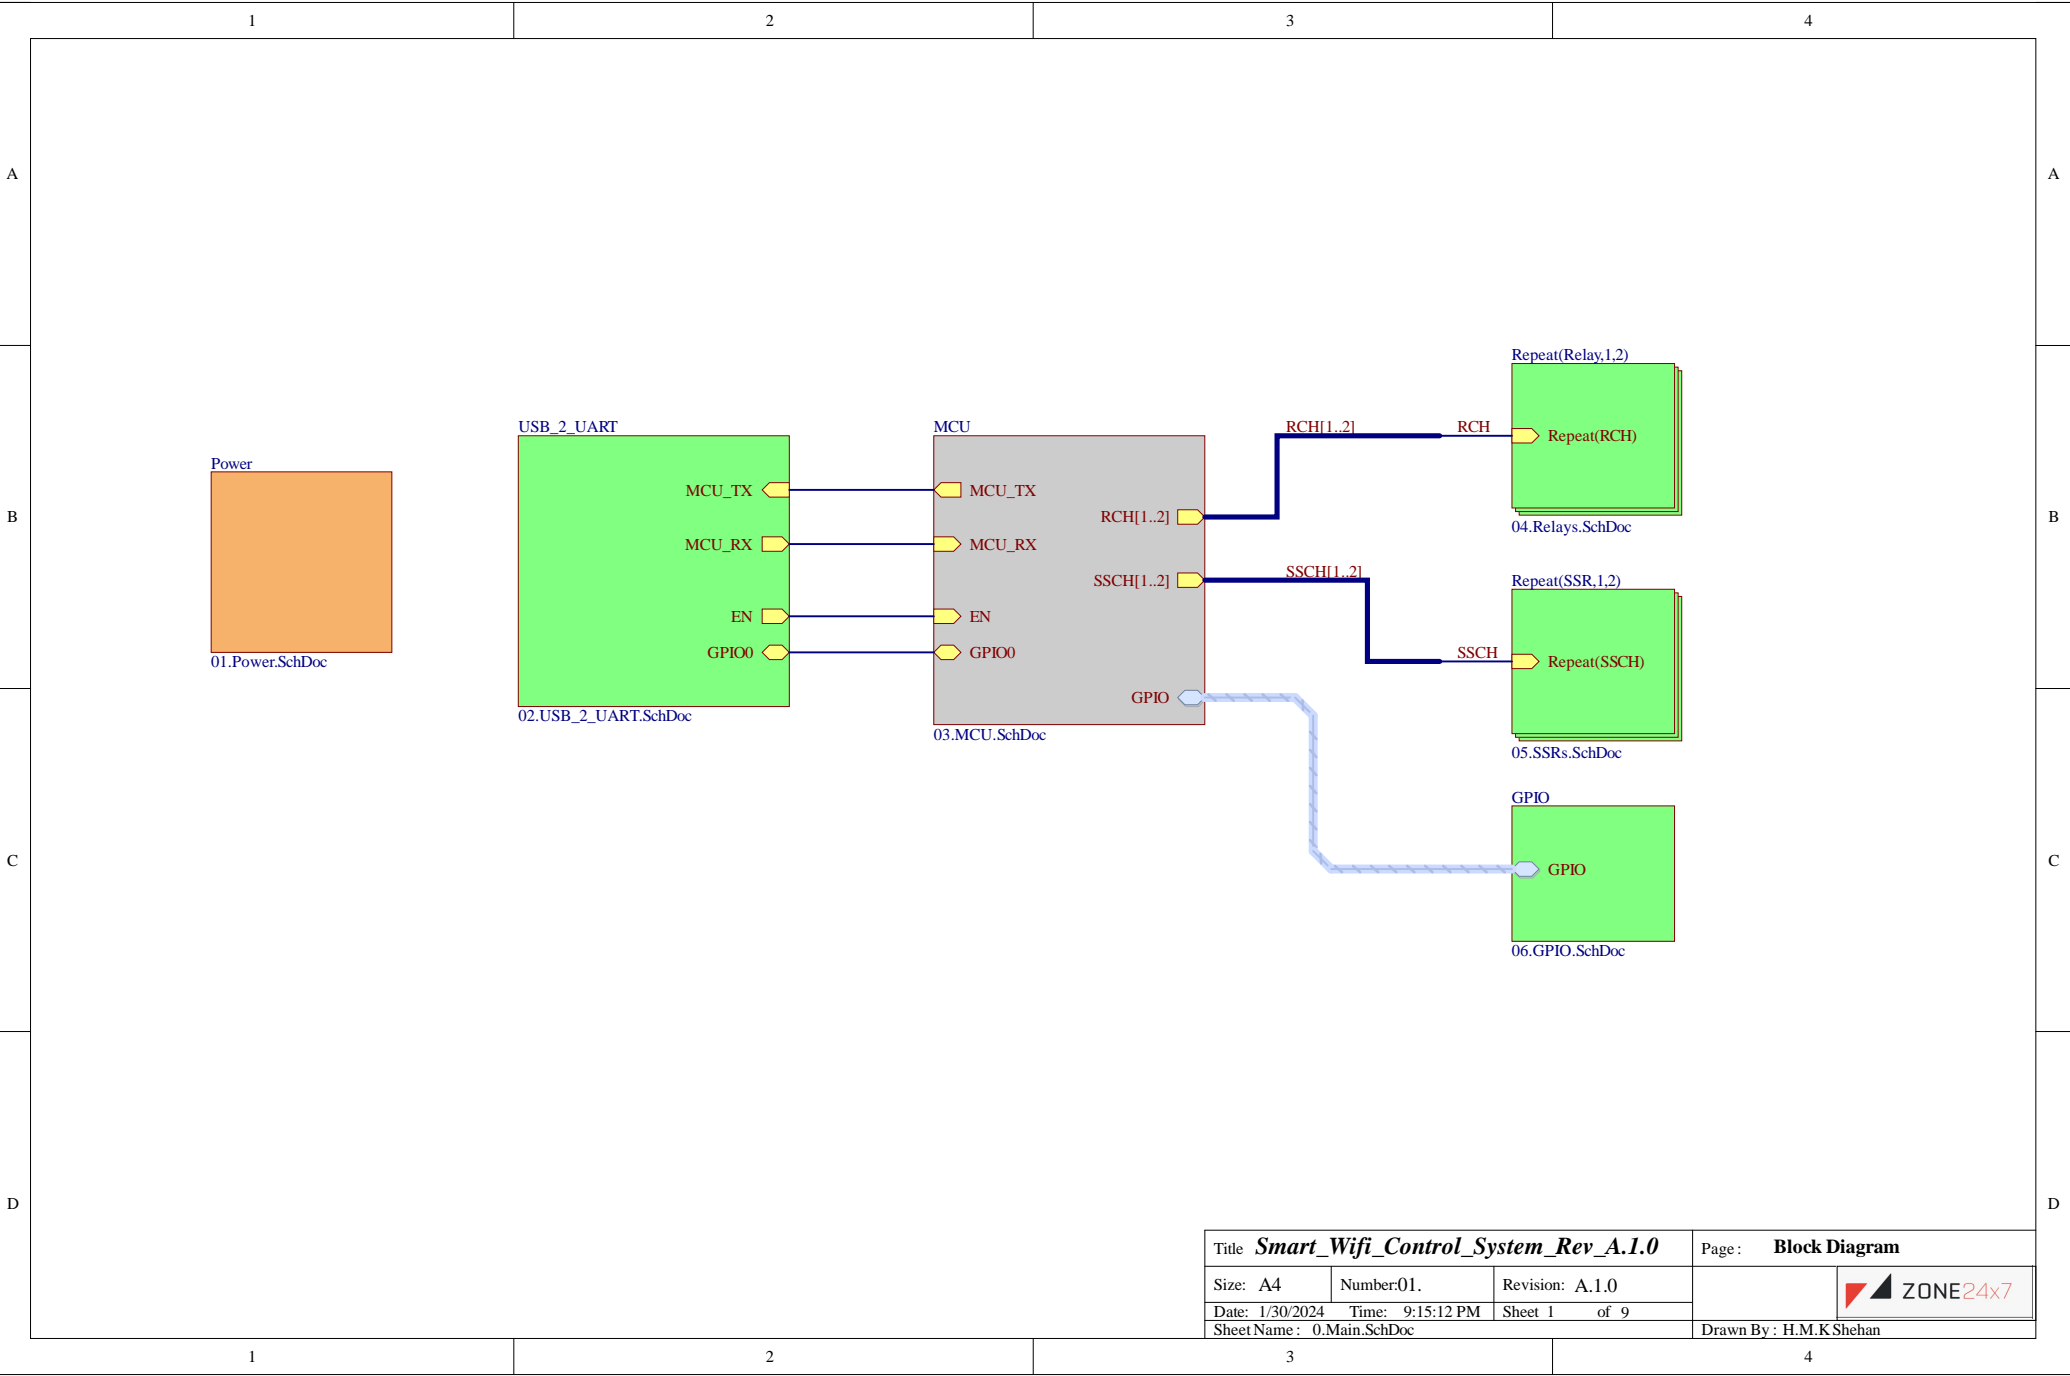 1 2 3 4
A A
Repeat(Relay,1,2)
USB_2_UART MCU RCH[1..2] RCH Repeat(RCH)
Power
MCU_TX MCU_TX
RCH[1..2]
B B
04.Relays.SchDoc
MCU_RX MCU_RX
SSCH[1..2] SSCH[1..2] Repeat(SSR,1,2)
EN EN
GPIO0 GPIO0 SSCH Repeat(SSCH)
01.Power.SchDoc
GPIO
02.USB_2_UART.SchDoc
03.MCU.SchDoc
05.SSRs.SchDoc
GPIO
C C
GPIO
06.GPIO.SchDoc
D D
Title Smart_Wifi_Control_System_Rev_A.1.0 Page: Block Diagram
Size: A4 Number:01. Revision: A.1.0 ZONE24x7
Date: 1/30/2024 Time: 9:15:12 PM Sheet 1 of 9
Sheet Name : 0.Main.SchDoc Drawn By : H.M.K Shehan
1 2 3 4